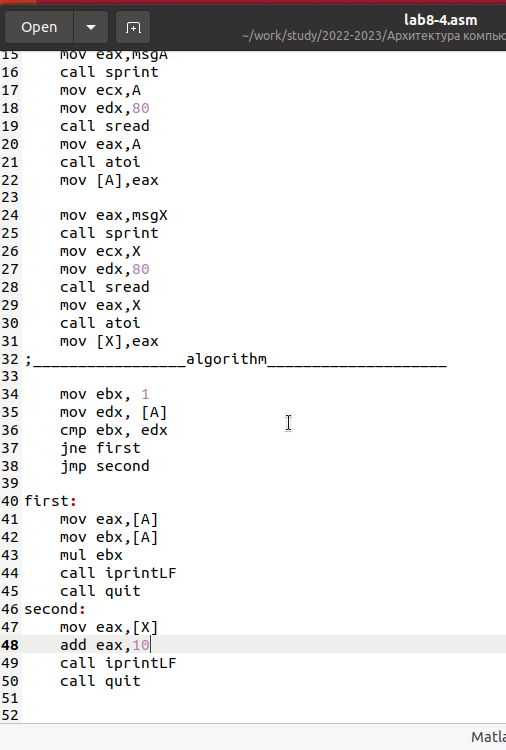 Open
lab8-4.asm
~/work/study/2022-2023/Архитектура компью
15 mov eax,msgA
16 call sprint
17 mov ecx,A
18 mov edx,80
19 call sread
20 mov eax,A
21 call atoi
22 mov [A],eax
23
24 mov eax,msgX
25 call sprint
26 mov ecx,X
27 mov edx,80
28 call sread
29 mov eax,X
30 call atoi
31 mov [X],eax
32 ;_________________algorithm____________________
33
34 mov ebx, 1
35 mov edx, [A]
36 cmp ebx, edx
37 jne first
38 jmp second
39
40 first:
41 mov eax,[A]
42 mov ebx,[A]
43 mul ebx
44 call iprintLF
45 call quit
46 second:
47 mov eax,[X]
48 add eax,10
49 call iprintLF
50 call quit
51
52
Matla